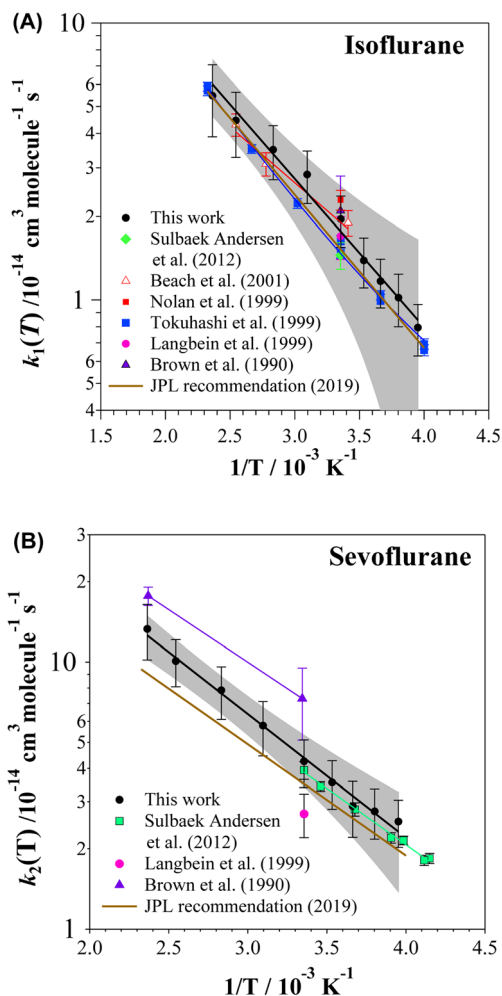 (A)
10
Isoflurane
6
5
4
3
2
1
8
6
5
4
k₁(T) /10⁻¹⁴ cm³ molecule⁻¹ s⁻¹
This work
Sulbaek Andersen
et al. (2012)
Beach et al. (2001)
Nolan et al. (1999)
Tokuhashi et al. (1999)
Langbein et al. (1999)
Brown et al. (1990)
JPL recommendation (2019)
1.5 2.0 2.5 3.0 3.5 4.0 4.5
1/T / 10⁻³ K⁻¹
(B)
3
Sevoflurane
2
10
8
6
5
4
3
2
1
k₂(T) /10⁻¹⁴ cm³ molecule⁻¹ s⁻¹
This work
Sulbaek Andersen
et al. (2012)
Langbein et al. (1999)
Brown et al. (1990)
JPL recommendation (2019)
2.0 2.5 3.0 3.5 4.0 4.5
1/T / 10⁻³ K⁻¹